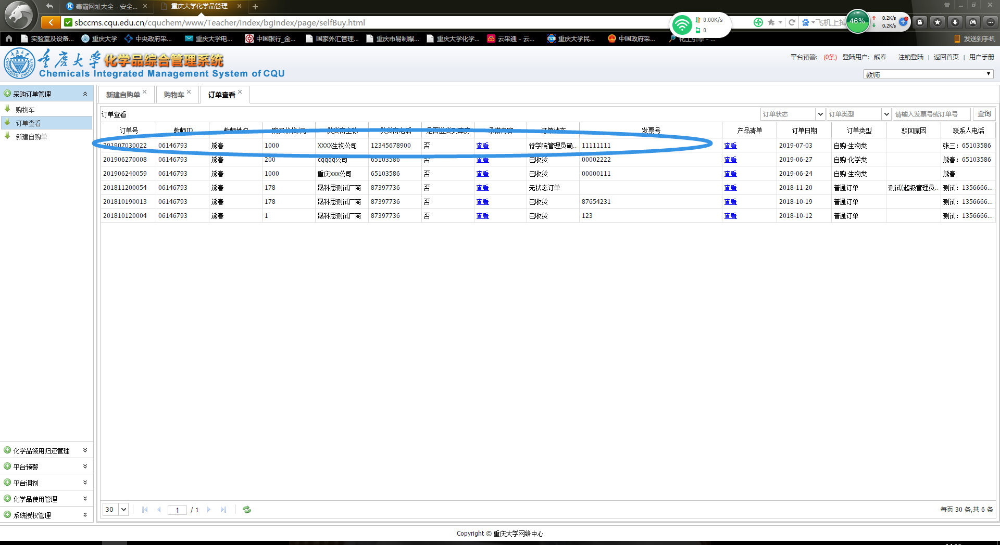 毒霸网址大全 - 安全...
重庆大学化学品管理
sbccms.cqu.edu.cn/cquchem/www/Teacher/Index/bgIndex/page/selfBuy.html
0.00K/s
0
飞机上掉
46%
0.2K/s
0.2K/s
实验室及设备...
重庆大学
中央政府采...
重庆大学电...
中国银行_金...
国家外汇管理...
重庆市易制爆...
重庆大学化学...
云采通 - 云...
重庆大学民...
中国政府采...
化工引擎 - ...
发送到手机
重庆大学 化学品综合管理系统
Chemicals Integrated Management System of CQU
平台预警: (0条) 登陆用户: 熊春 注销登陆 | 返回首页 | 用户手册
教师
采购订单管理
购物车
订单查看
新建自购单
新建自购单 购物车 订单查看
订单查看 订单状态 订单类型 请输入发票号或订单号 查询
订单号 教师ID 教师姓名 供货商全称 供货商电话 是否送货到库房 承诺内容 订单状态 发票号 产品清单 订单日期 订单类型 驳回原因 联系人电话
201907030022 06146793 熊春 1000 XXXX生物公司 12345678900 否 查看 待学院管理员确... 11111111 查看 2019-07-03 自购-生物类 张三: 65103586
201906270008 06146793 熊春 200 cqqqq公司 65103586 否 查看 已收货 00002222 查看 2019-06-27 自购-化学类 熊春: 65103586
201906240059 06146793 熊春 1000 重庆xxx公司 65103586 否 查看 已收货 00000111 查看 2019-06-24 自购-生物类 熊春
201811200054 06146793 熊春 178 晟科思测试厂商 87397736 否 查看 无状态订单 查看 2018-11-20 普通订单 测试(超级管理员... 测试: 1356666...
201810190013 06146793 熊春 178 晟科思测试厂商 87397736 否 查看 已收货 87654231 查看 2018-10-19 普通订单 测试: 1356666...
201810120004 06146793 熊春 1 晟科思测试厂商 87397736 否 查看 已收货 123 查看 2018-10-12 普通订单 测试: 1356666...
化学品领用归还管理
平台预警
平台调剂
化学品使用管理
系统授权管理
30 1 / 1 每页 30 条,共 6 条
Copyright © 重庆大学网络中心